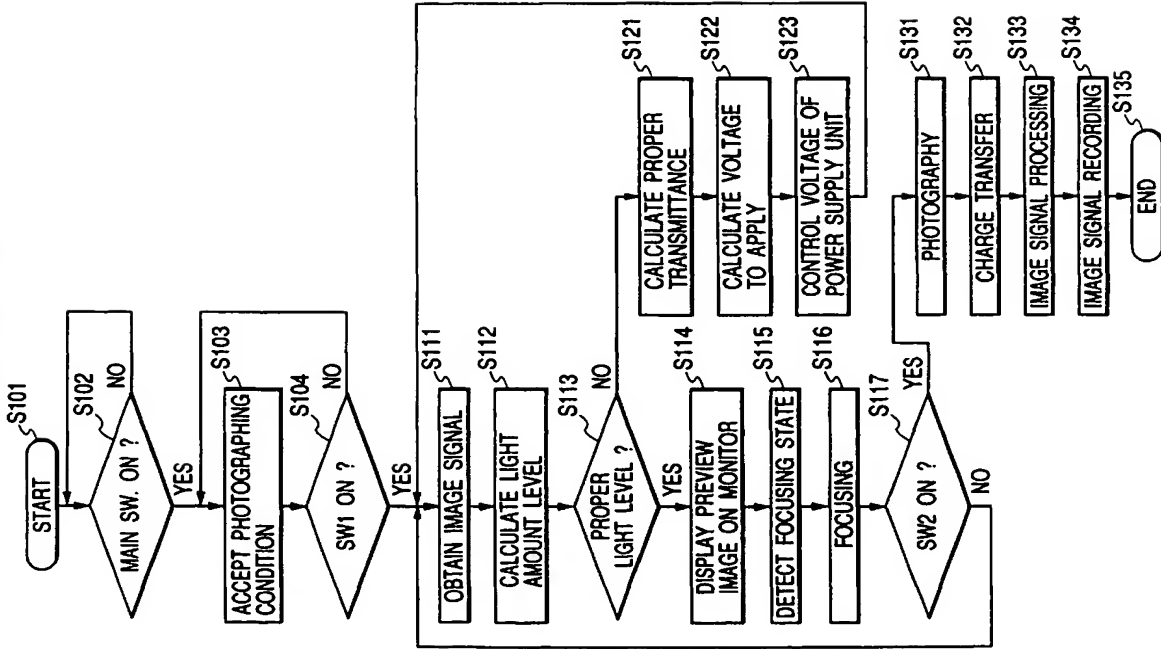 START
S101
MAIN SW. ON ?
S102
NO
YES
ACCEPT PHOTOGRAPHING
CONDITION
S103
SW1 ON ?
S104
NO
YES
OBTAIN IMAGE SIGNAL
S111
CALCULATE LIGHT
AMOUNT LEVEL
S112
PROPER
LIGHT LEVEL ?
S113
NO
YES
CALCULATE PROPER
TRANSMITTANCE
S121
CALCULATE VOLTAGE
TO APPLY
S122
CONTROL VOLTAGE OF
POWER SUPPLY UNIT
S123
DISPLAY PREVIEW
IMAGE ON MONITOR
S114
DETECT FOCUSING STATE
S115
FOCUSING
S116
SW2 ON ?
S117
YES
NO
PHOTOGRAPHY
S131
CHARGE TRANSFER
S132
IMAGE SIGNAL PROCESSING
S133
IMAGE SIGNAL RECORDING
S134
END
S135